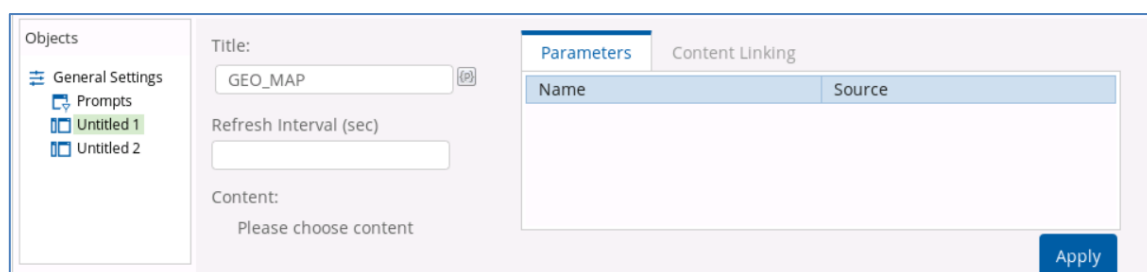 Objects
General Settings
Prompts
Untitled 1
Untitled 2
Title:
GEO_MAP
{p}
Refresh Interval (sec)
Content:
Please choose content
Parameters Content Linking
Name Source
Apply